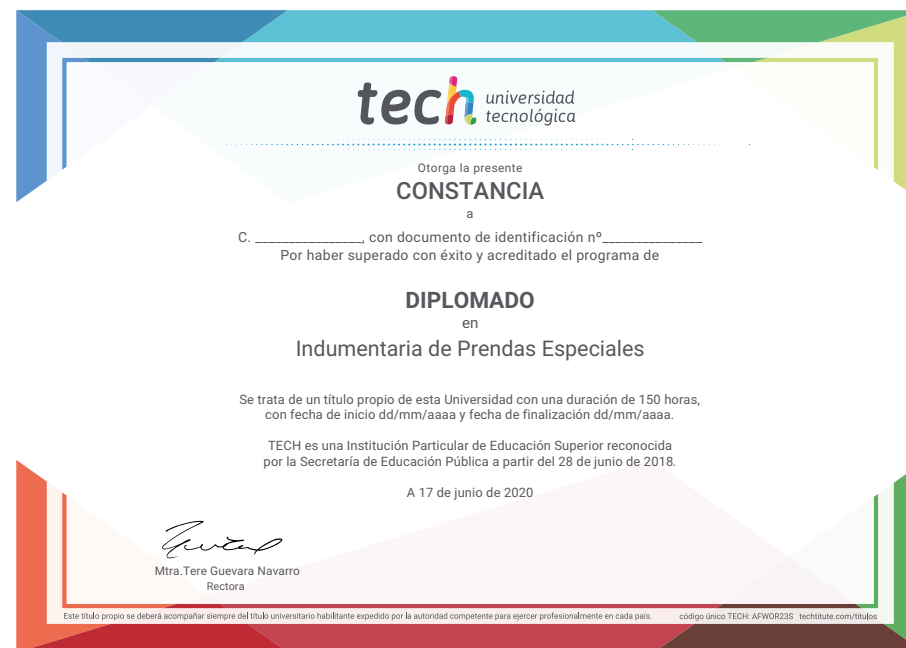 tech universidad
tecnológica
Otorga la presente
CONSTANCIA
a
C. ________________, con documento de identificación nº_______________
Por haber superado con éxito y acreditado el programa de
DIPLOMADO
en
Indumentaria de Prendas Especiales
Se trata de un título propio de esta Universidad con una duración de 150 horas,
con fecha de inicio dd/mm/aaaa y fecha de finalización dd/mm/aaaa.
TECH es una Institución Particular de Educación Superior reconocida
por la Secretaría de Educación Pública a partir del 28 de junio de 2018.
A 17 de junio de 2020
Mtra.Tere Guevara Navarro
Rectora
Este título propio se deberá acompañar siempre del título universitario habilitante expedido por la autoridad competente para ejercer profesionalmente en cada país. código único TECH: AFWOR23S techtitute.com/titulos